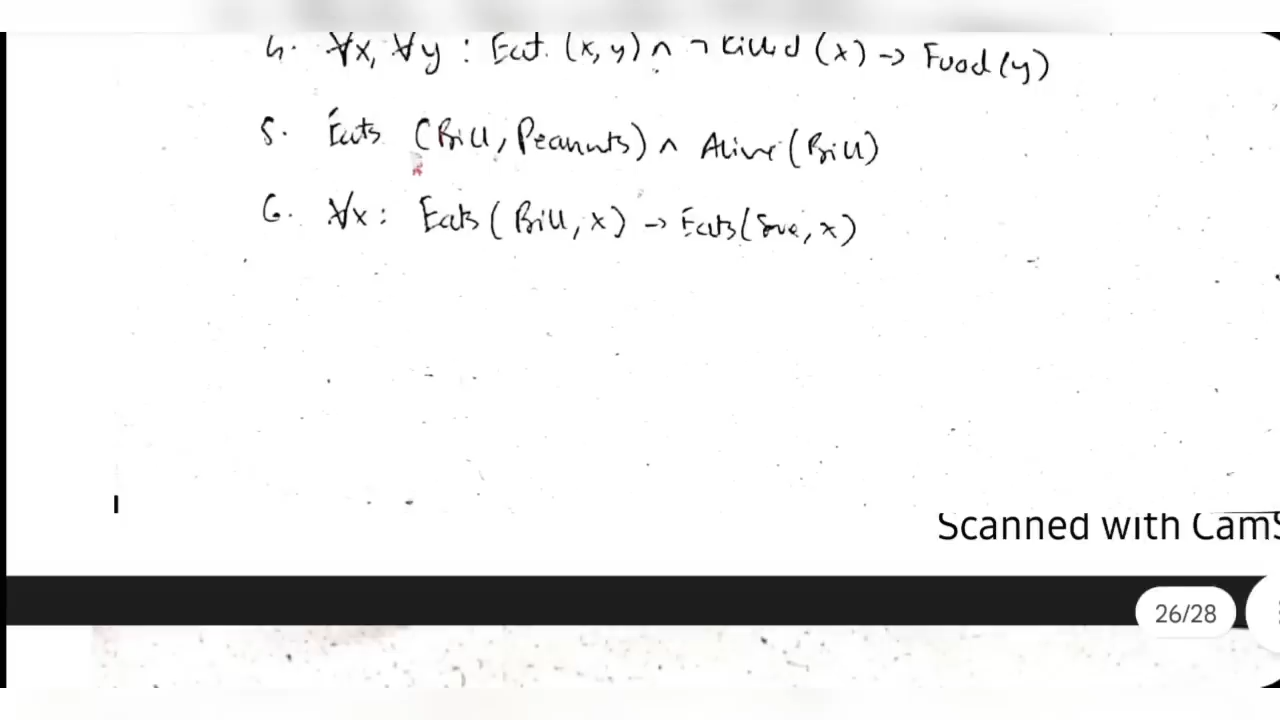 4. ∀x, ∀y : Eat (x, y) ∧ ¬ Killed (x) → Food (y)
5. Eats (Bill, Peanuts) ∧ Alive (Bill)
6. ∀x : Eats ( Bill, x) → Eats (Sue, x)
Scanned with CamS
26/28